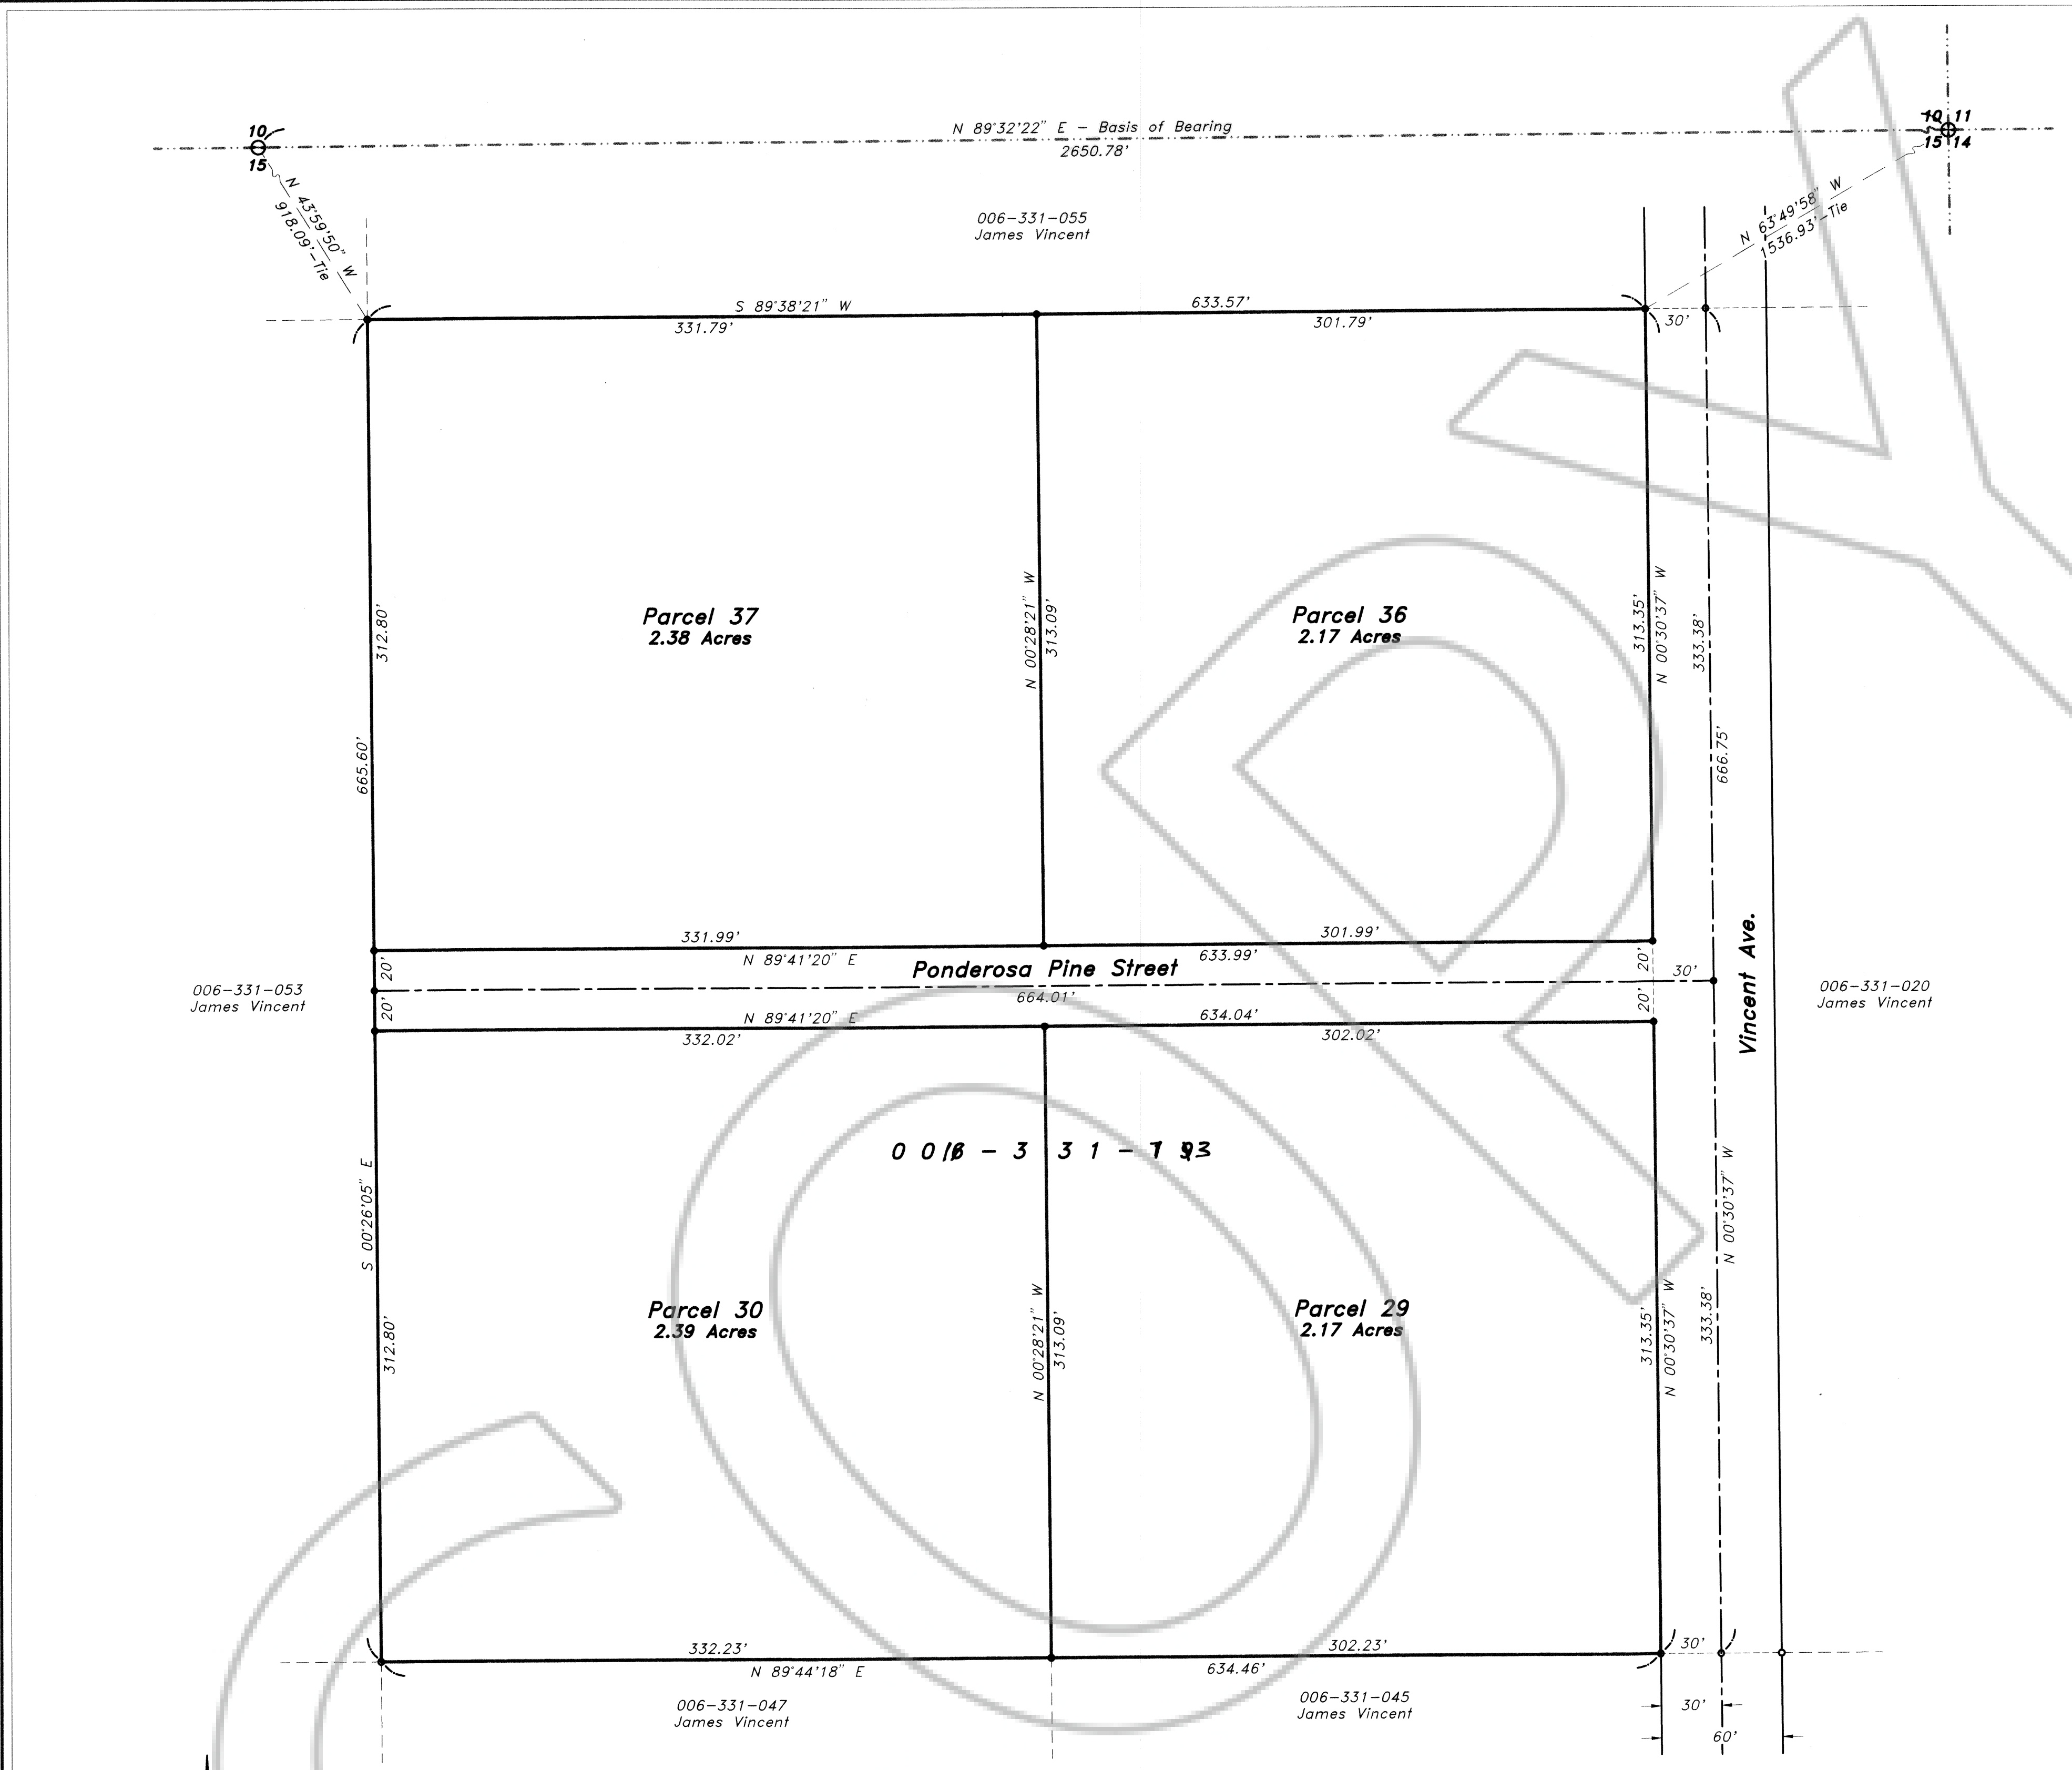 10
15
N 89°32'22" E - Basis of Bearing
2650.78'
10 11
15 14
N 43°59'50" W
918.09'-Tie
N 63°49'58" W
1536.93'-Tie
006-331-055
James Vincent
S 89°38'21" W
633.57'
331.79'
301.79'
30'
Parcel 37
2.38 Acres
Parcel 36
2.17 Acres
312.80'
N 00°28'21" W
313.09'
313.35'
N 00°30'37" W
333.38'
665.60'
666.75'
331.99'
301.99'
N 89°41'20" E
633.99'
20'
Ponderosa Pine Street
20'
30'
664.01'
20'
20'
Vincent Ave.
006-331-053
James Vincent
006-331-020
James Vincent
N 89°41'20" E
634.04'
332.02'
302.02'
S 00°26'05" E
N 00°30'37" W
Parcel 30
2.39 Acres
Parcel 29
2.17 Acres
312.80'
N 00°28'21" W
313.09'
313.35'
N 00°30'37" W
333.38'
332.23'
302.23'
30'
N 89°44'18" E
634.46'
006-331-047
James Vincent
006-331-045
James Vincent
30'
60'
COPY